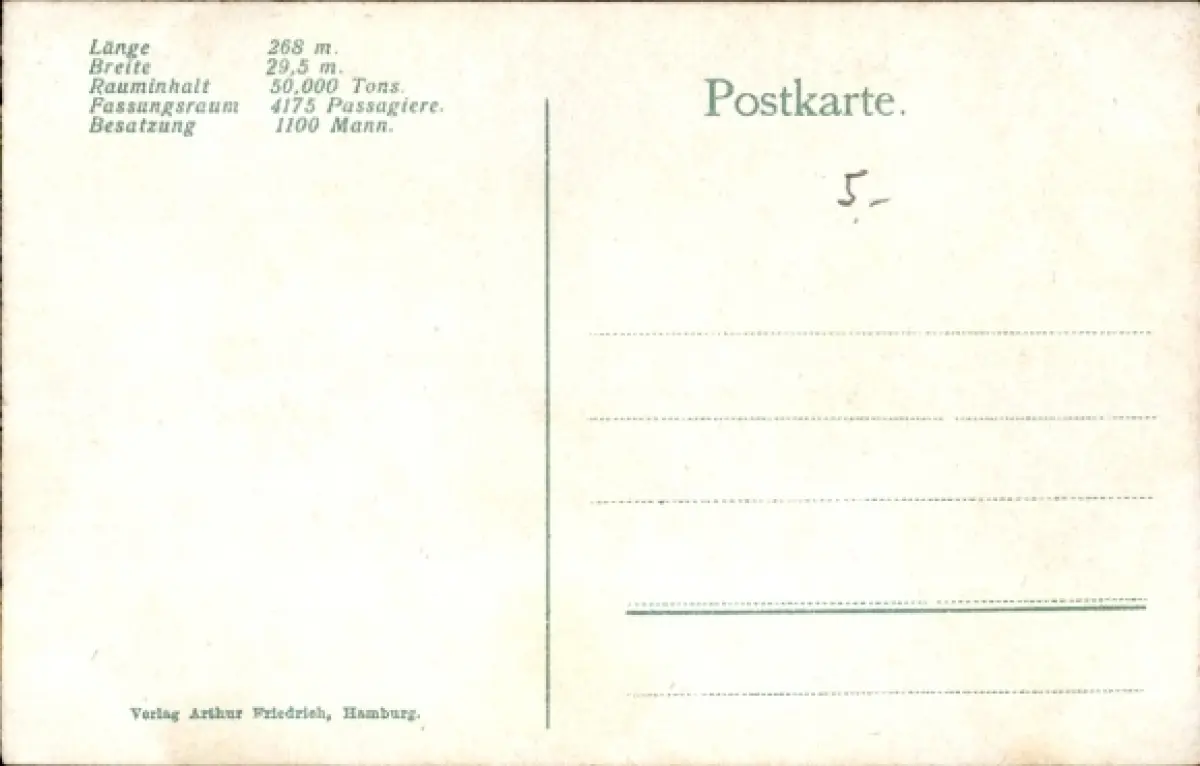 Länge 268 m.
Breite 29,5 m.
Rauminhalt 50,000 Tons.
Fassungsraum 4175 Passagiere.
Besatzung 1100 Mann.
Postkarte.
5,-
Verlag Arthur Friedrich, Hamburg.